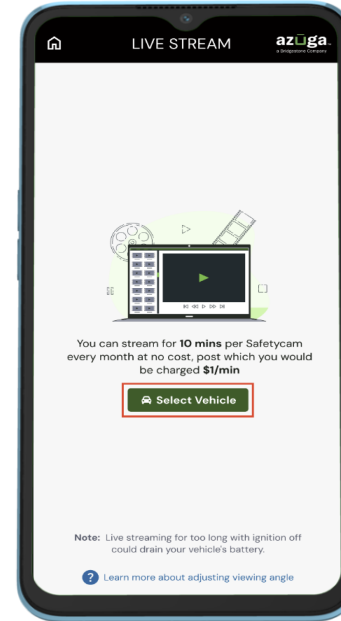 LIVE STREAM
azūga
a Bridgestone Company
You can stream for 10 mins per Safetycam
every month at no cost, post which you would
be charged $1/min
Select Vehicle
Note: Live streaming for too long with ignition off
could drain your vehicle's battery.
? Learn more about adjusting viewing angle